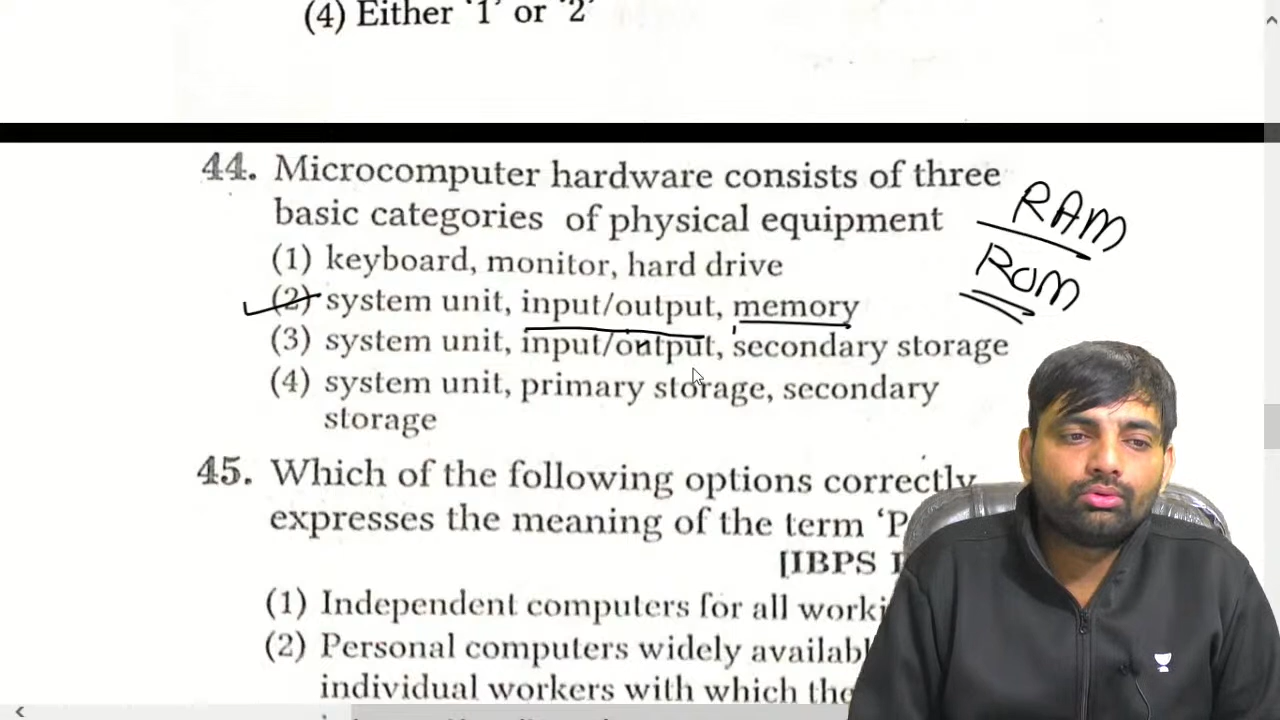 (4) Either '1' or '2'
44. Microcomputer hardware consists of three
basic categories of physical equipment
(1) keyboard, monitor, hard drive
(2) system unit, input/output, memory
(3) system unit, input/output, secondary storage
(4) system unit, primary storage, secondary
storage
RAM
ROM
45. Which of the following options correctly
expresses the meaning of the term
[IBPS
(1) Independent computers for all
(2) Personal computers widely
individual workers with which